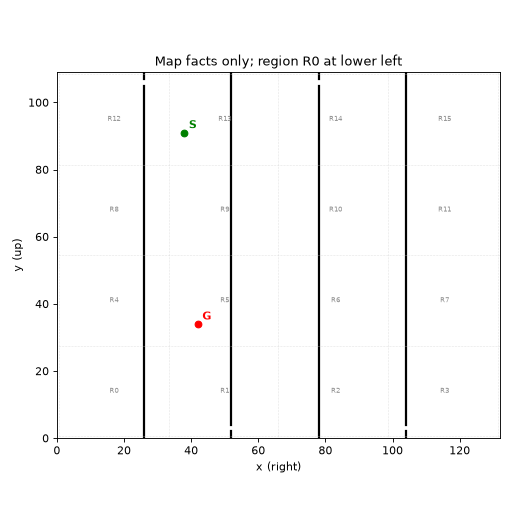 Map facts only; region R0 at lower left
100
80
60
40
20
0
y (up)
R12
S
R13
R14
R15
R8
R9
R10
R11
R4
R5
R6
R7
G
R0
R1
R2
R3
0
20
40
60
80
100
120
x (right)